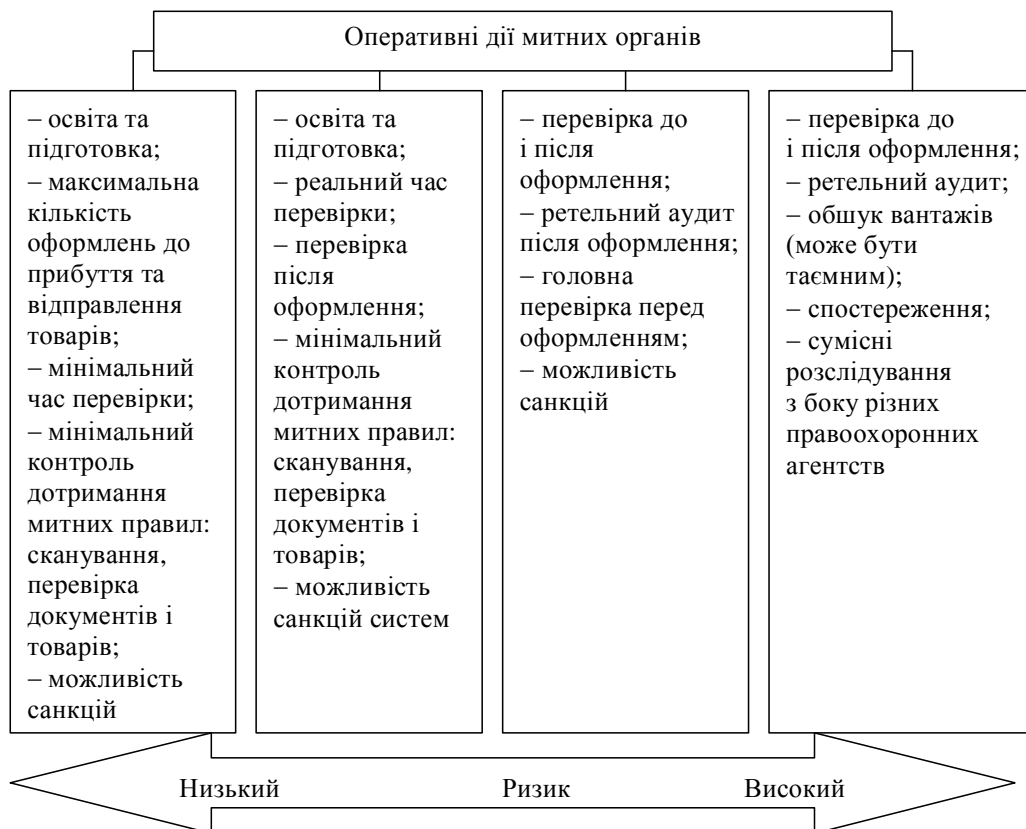 Оперативні дії митних органів
– освіта та
підготовка;
– максимальна
кількість
оформлень до
прибуття та
відправлення
товарів;
– мінімальний
час перевірки;
– мінімальний
контроль
дотримання
митних правил:
сканування,
перевірка
документів і
товарів;
– можливість
санкцій
– освіта та
підготовка;
– реальний час
перевірки;
– перевірка
після
оформлення;
– мінімальний
контроль
дотримання
митних правил:
сканування,
перевірка
документів і
товарів;
– можливість
санкцій систем
– перевірка до
і після
оформлення;
– ретельний аудит
після оформлення;
– головна
перевірка перед
оформленням;
– можливість
санкцій
– перевірка до
і після оформлення;
– ретельний аудит;
– обшук вантажів
(може бути
таємним);
– спостереження;
– сумісні
розслідування
з боку різних
правоохоронних
агентств
Низький Ризик Високий